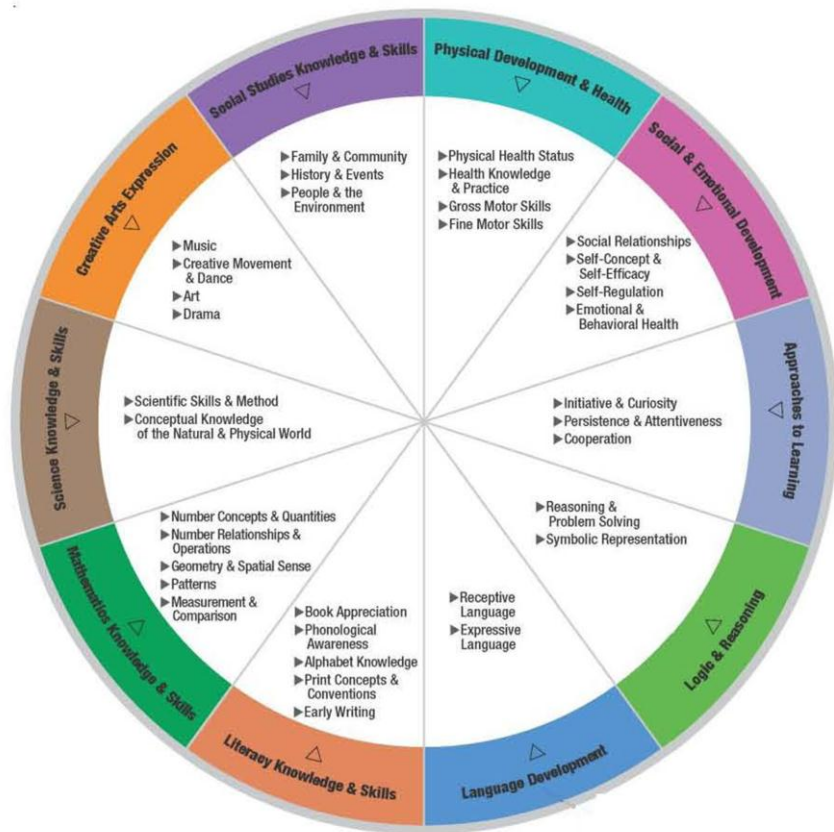 Physical Development & Health
▶Physical Health Status
▶Health Knowledge
& Practice
▶Gross Motor Skills
▶Fine Motor Skills
Social & Emotional Development
▶Social Relationships
▶Self-Concept &
Self-Efficacy
▶Self-Regulation
▶Emotional &
Behavioral Health
Approaches to Learning
▶Initiative & Curiosity
▶Persistence & Attentiveness
▶Cooperation
Logic & Reasoning
▶Reasoning &
Problem Solving
▶Symbolic Representation
Language Development
▶Receptive
Language
▶Expressive
Language
Literacy Knowledge & Skills
▶Book Appreciation
▶Phonological
Awareness
▶Alphabet Knowledge
▶Print Concepts &
Conventions
▶Early Writing
Mathematics Knowledge & Skills
▶Number Concepts & Quantities
▶Number Relationships &
Operations
▶Geometry & Spatial Sense
▶Patterns
▶Measurement &
Comparison
Science Knowledge & Skills
▶Scientific Skills & Method
▶Conceptual Knowledge
of the Natural & Physical World
Creative Arts Expression
▶Music
▶Creative Movement
& Dance
▶Art
▶Drama
Social Studies Knowledge & Skills
▶Family & Community
▶History & Events
▶People & the
Environment